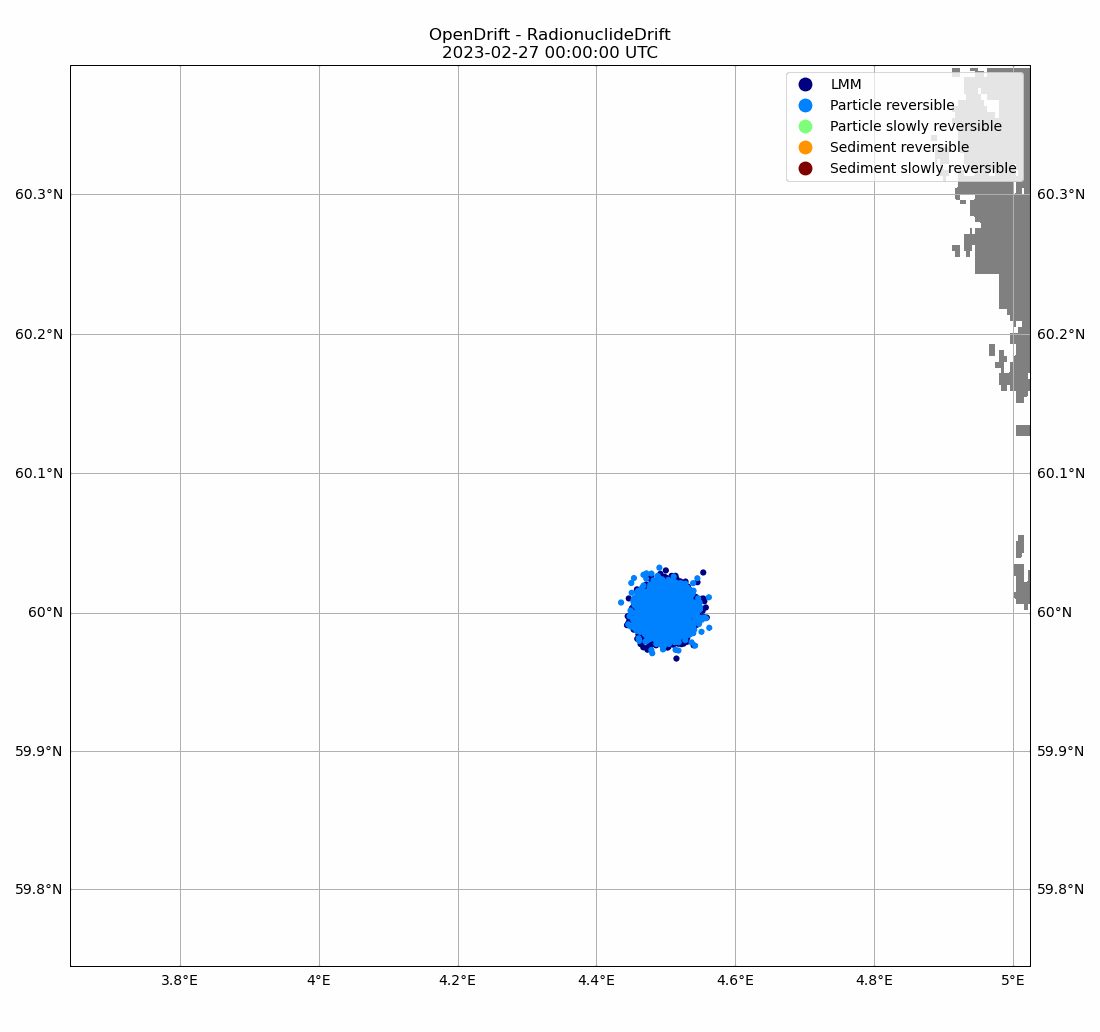 OpenDrift - RadionuclideDrift
2023-02-27 00:00:00 UTC
LMM
Particle reversible
Particle slowly reversible
Sediment reversible
Sediment slowly reversible
60.3°N 60.3°N
60.2°N 60.2°N
60.1°N 60.1°N
60°N 60°N
59.9°N 59.9°N
59.8°N 59.8°N
3.8°E 4°E 4.2°E 4.4°E 4.6°E 4.8°E 5°E